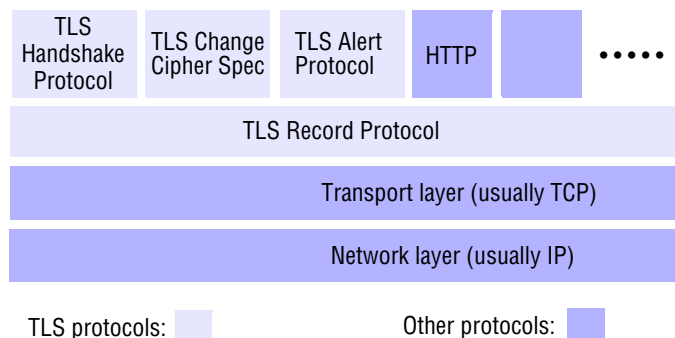 TLS
Handshake
Protocol
TLS Change
Cipher Spec
TLS Alert
Protocol
HTTP
.....
TLS Record Protocol
Transport layer (usually TCP)
Network layer (usually IP)
TLS protocols:
Other protocols: